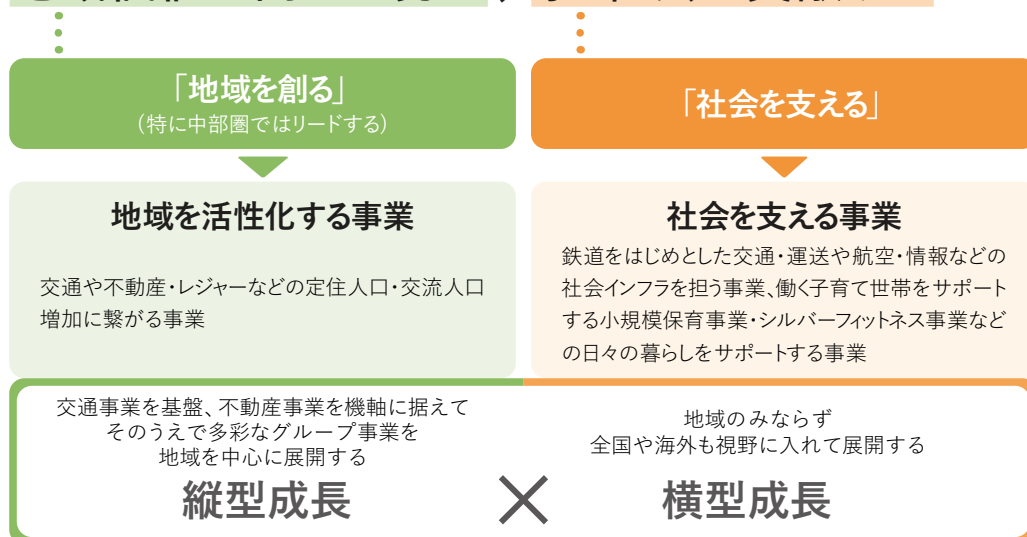 「地域を創る」
(特に中部圏ではリードする)
地域を活性化する事業
交通や不動産・レジャーなどの定住人口・交流人口
増加に繋がる事業
「社会を支える」
社会を支える事業
鉄道をはじめとした交通・運送や航空・情報などの
社会インフラを担う事業、働く子育て世帯をサポート
する小規模保育事業・シルバーフィットネス事業など
の日々の暮らしをサポートする事業
交通事業を基盤、不動産事業を機軸に据えて
そのうえで多彩なグループ事業を
地域を中心に展開する
縦型成長
×
地域のみならず
全国や海外も視野に入れて展開する
横型成長